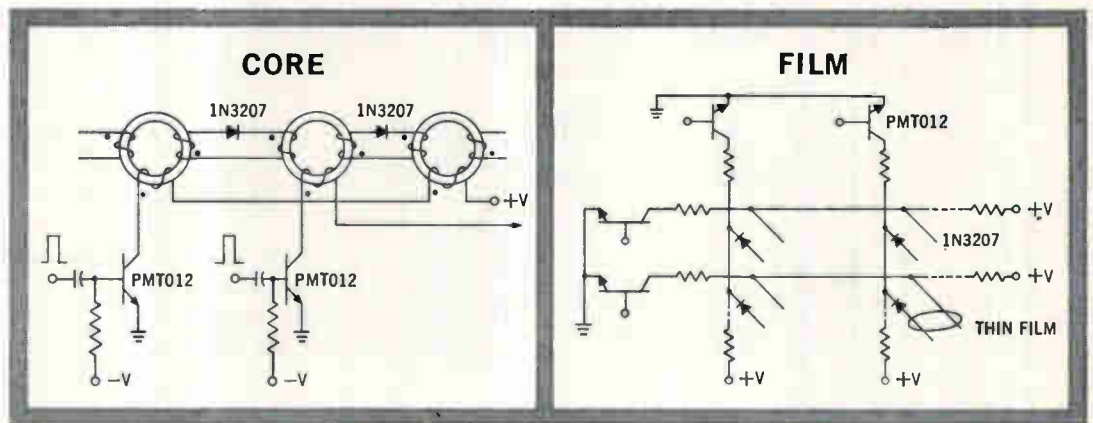 CORE
1N3207
1N3207
+V
PMT012
PMT012
−V
−V
FILM
PMT012
+V
1N3207
+V
THIN FILM
+V
+V